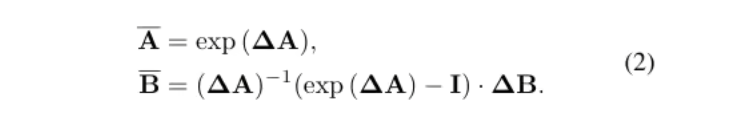 A̅ = exp (ΔA),
B̅ = (ΔA)⁻¹(exp (ΔA) − I) · ΔB.
(2)